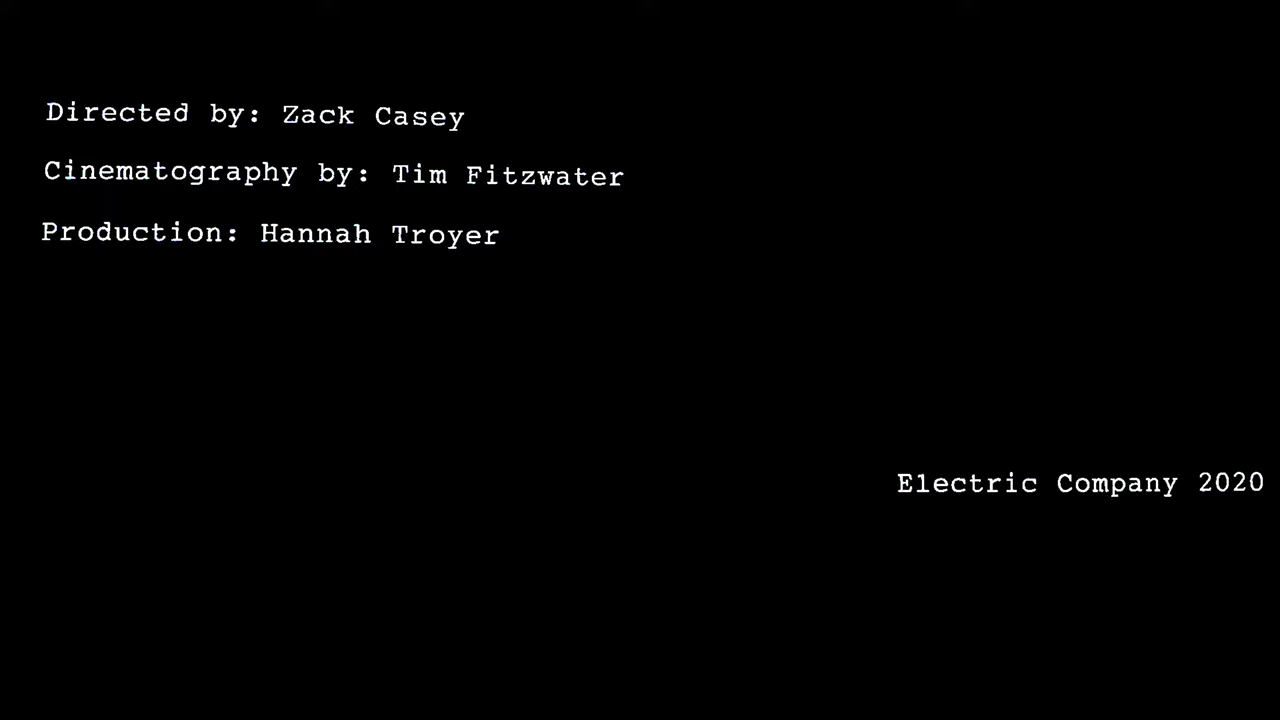 Directed by: Zack Casey
Cinematography by: Tim Fitzwater
Production: Hannah Troyer
Electric Company 2020